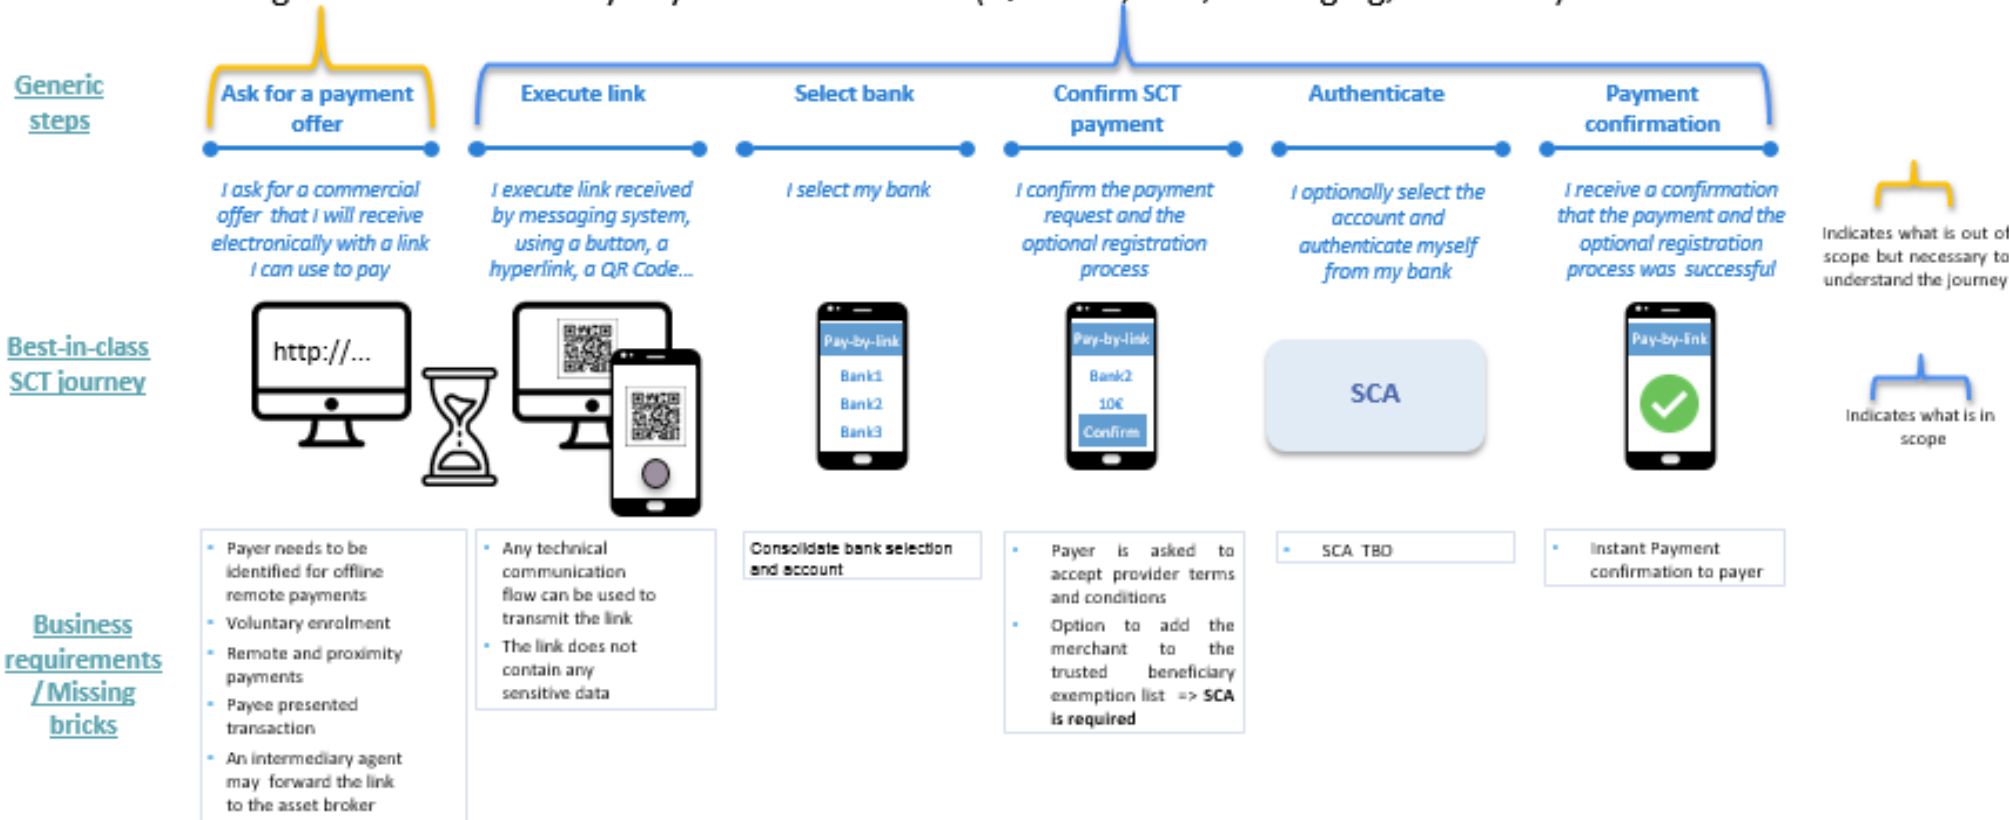 Generic
steps
Ask for a payment
offer
Execute link
Select bank
Confirm SCT
payment
Authenticate
Payment
confirmation
I ask for a commercial
offer that I will receive
electronically with a link
I can use to pay
I execute link received
by messaging system,
using a button, a
hyperlink, a QR Code...
I select my bank
I confirm the payment
request and the
optional registration
process
I optionally select the
account and
authenticate myself
from my bank
I receive a confirmation
that the payment and the
optional registration
process was successful
Indicates what is out of
scope but necessary to
understand the journey
Best-in-class
SCT journey
http://...
Pay-by-link
Bank1
Bank2
Bank3
Pay-by-link
Bank2
10€
Confirm
SCA
Pay-by-link
Indicates what is in
scope
Business
requirements
/ Missing
bricks
• Payer needs to be
identified for offline
remote payments
• Voluntary enrolment
• Remote and proximity
payments
• Payee presented
transaction
• An intermediary agent
may forward the link
to the asset broker
• Any technical
communication
flow can be used to
transmit the link
• The link does not
contain any
sensitive data
Consolidate bank selection
and account
• Payer is asked to
accept provider terms
and conditions
• Option to add the
merchant to the
trusted beneficiary
exemption list => SCA
is required
• SCA TBD
• Instant Payment
confirmation to payer